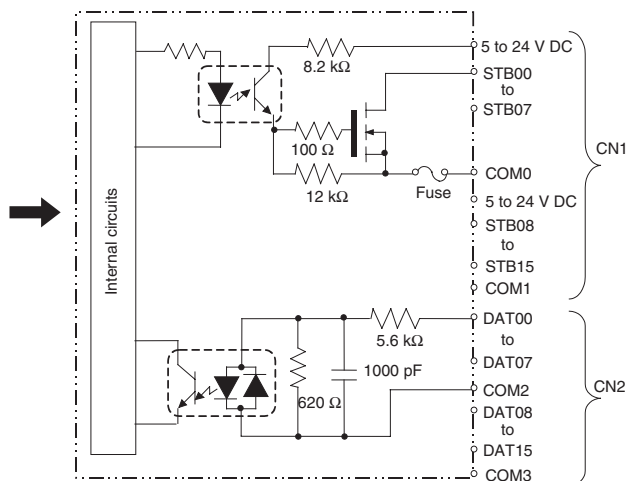 5 to 24 V DC
8.2 kΩ
STB00
to
STB07
100 Ω
COM0
12 kΩ
Fuse
CN1
5 to 24 V DC
STB08
to
STB15
COM1
Internal circuits
DAT00
5.6 kΩ
to
DAT07
1000 pF
COM2
CN2
620 Ω
DAT08
to
DAT15
COM3